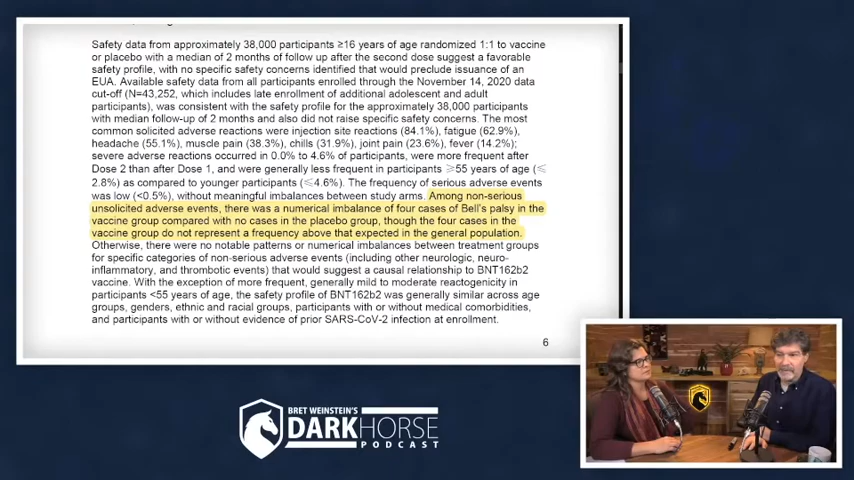 Safety data from approximately 38,000 participants ≥16 years of age randomized 1:1 to vaccine
or placebo with a median of 2 months of follow up after the second dose suggest a favorable
safety profile, with no specific safety concerns identified that would preclude issuance of an
EUA. Available safety data from all participants enrolled through the November 14, 2020 data
cut-off (N=43,252, which includes late enrollment of additional adolescent and adult
participants), was consistent with the safety profile for the approximately 38,000 participants
with median follow-up of 2 months and also did not raise specific safety concerns. The most
common solicited adverse reactions were injection site reactions (84.1%), fatigue (62.9%),
headache (55.1%), muscle pain (38.3%), chills (31.9%), joint pain (23.6%), fever (14.2%);
severe adverse reactions occurred in 0.0% to 4.6% of participants, were more frequent after
Dose 2 than after Dose 1, and were generally less frequent in participants ≥55 years of age (≤
2.8%) as compared to younger participants (≤4.6%). The frequency of serious adverse events
was low (<0.5%), without meaningful imbalances between study arms. Among non-serious
unsolicited adverse events, there was a numerical imbalance of four cases of Bell's palsy in the
vaccine group compared with no cases in the placebo group, though the four cases in the
vaccine group do not represent a frequency above that expected in the general population.
Otherwise, there were no notable patterns or numerical imbalances between treatment groups
for specific categories of non-serious adverse events (including other neurologic, neuro-
inflammatory, and thrombotic events) that would suggest a causal relationship to BNT162b2
vaccine. With the exception of more frequent, generally mild to moderate reactogenicity in
participants <55 years of age, the safety profile of BNT162b2 was generally similar across age
groups, genders, ethnic and racial groups, participants with or without medical comorbidities,
and participants with or without evidence of prior SARS-CoV-2 infection at enrollment.
6
BRET WEINSTEIN'S
DARKHORSE
PODCAST